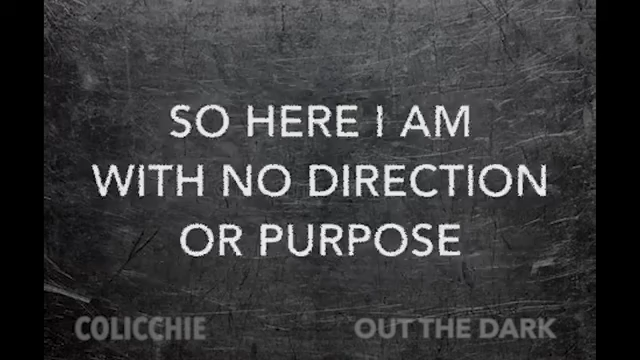 SO HERE I AM
WITH NO DIRECTION
OR PURPOSE
COLICCHIE
OUT THE DARK